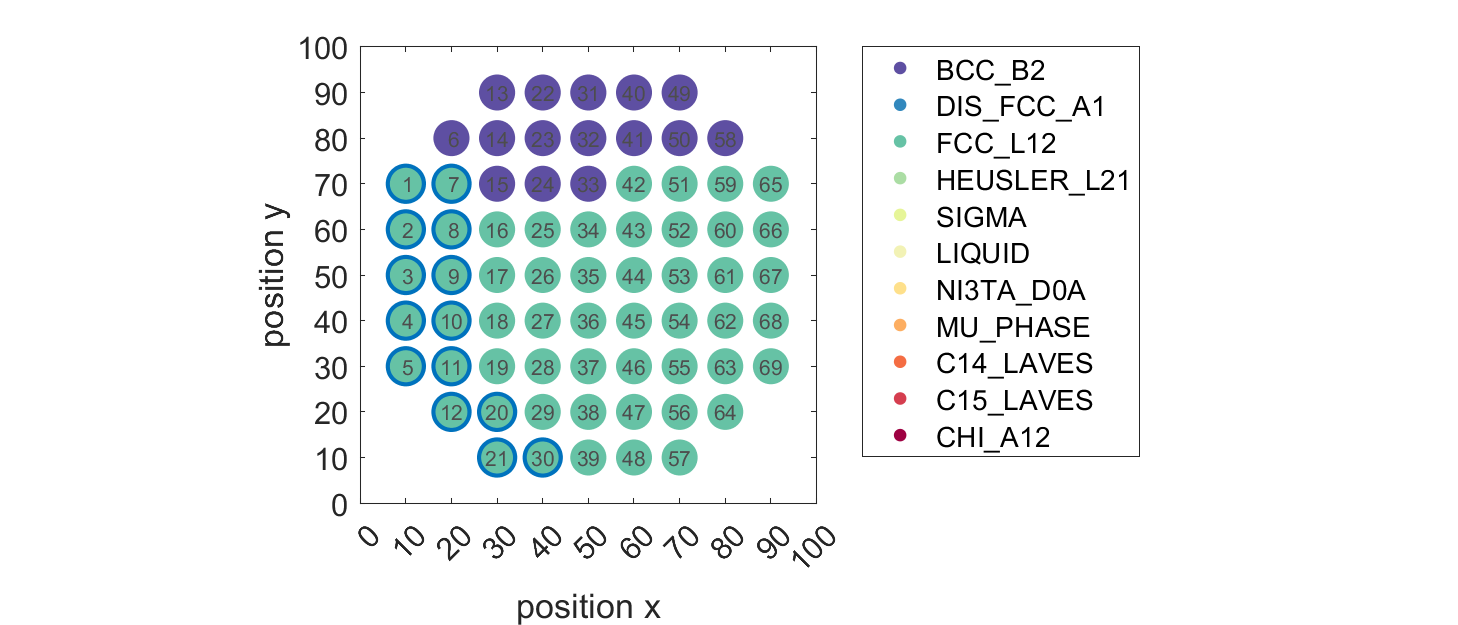 100
90
80
70
60
50
40
30
20
10
0
position y
13 22 31 40 49
6 14 23 32 41 50 58
1 7 15 24 33 42 51 59 65
2 8 16 25 34 43 52 60 66
3 9 17 26 35 44 53 61 67
4 10 18 27 36 45 54 62 68
5 11 19 28 37 46 55 63 69
12 20 29 38 47 56 64
21 30 39 48 57
0 10 20 30 40 50 60 70 80 90 100
position x
BCC_B2
DIS_FCC_A1
FCC_L12
HEUSLER_L21
SIGMA
LIQUID
NI3TA_D0A
MU_PHASE
C14_LAVES
C15_LAVES
CHI_A12